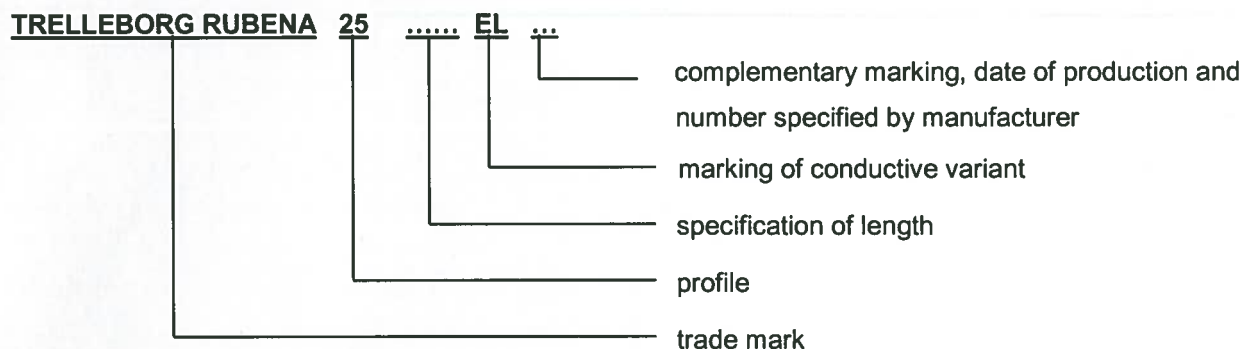 TRELLEBORG RUBENA 25 ...... EL ...
complementary marking, date of production and
number specified by manufacturer
marking of conductive variant
specification of length
profile
trade mark